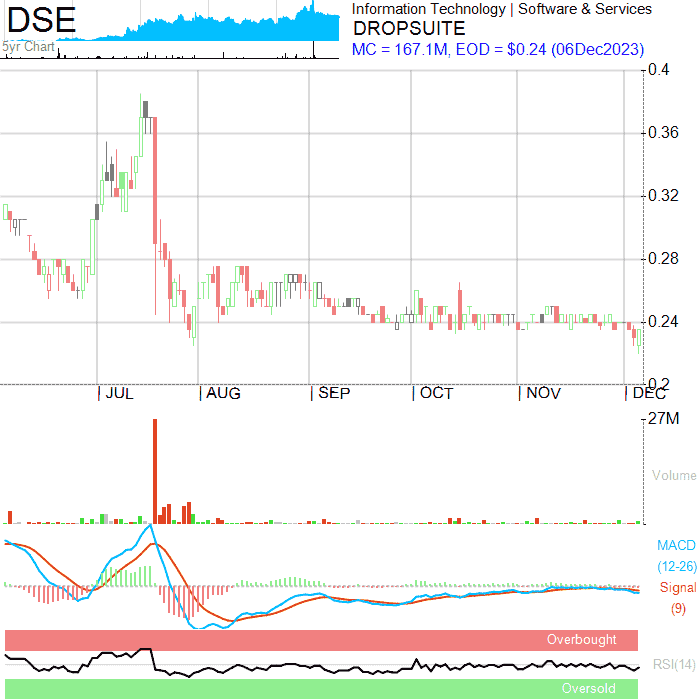 DSE
Information Technology | Software & Services
DROPSUITE
5yr Chart
MC = 167.1M, EOD = $0.24 (06Dec2023)
0.4
0.36
0.32
0.28
0.24
0.2
| JUL | AUG | SEP | OCT | NOV | DEC
27M
Volume
MACD
(12-26)
Signal
(9)
Overbought
RSI(14)
Oversold